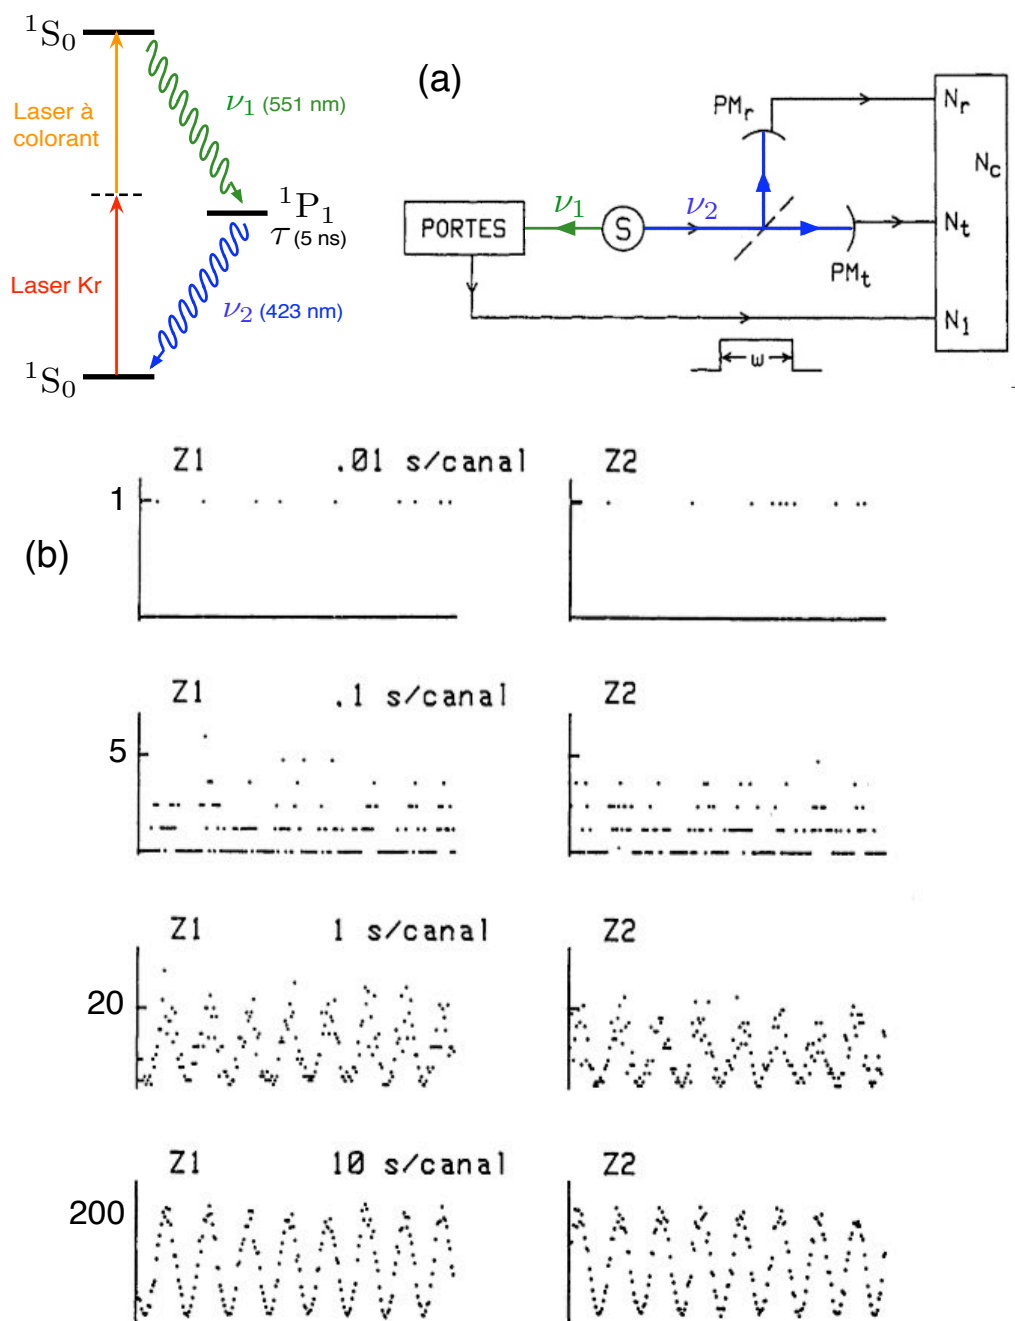 ¹S₀
Laser à
colorant
ν₁ (551 nm)
¹P₁
τ (5 ns)
Laser Kr
ν₂ (423 nm)
¹S₀
(a)
PMᵣ
Nᵣ
N꜀
ν₁
ν₂
PORTES
S
Nₜ
PMₜ
N₁
w
(b)
Z1 .01 s/canal Z2
1
Z1 .1 s/canal Z2
5
Z1 1 s/canal Z2
20
Z1 10 s/canal Z2
200